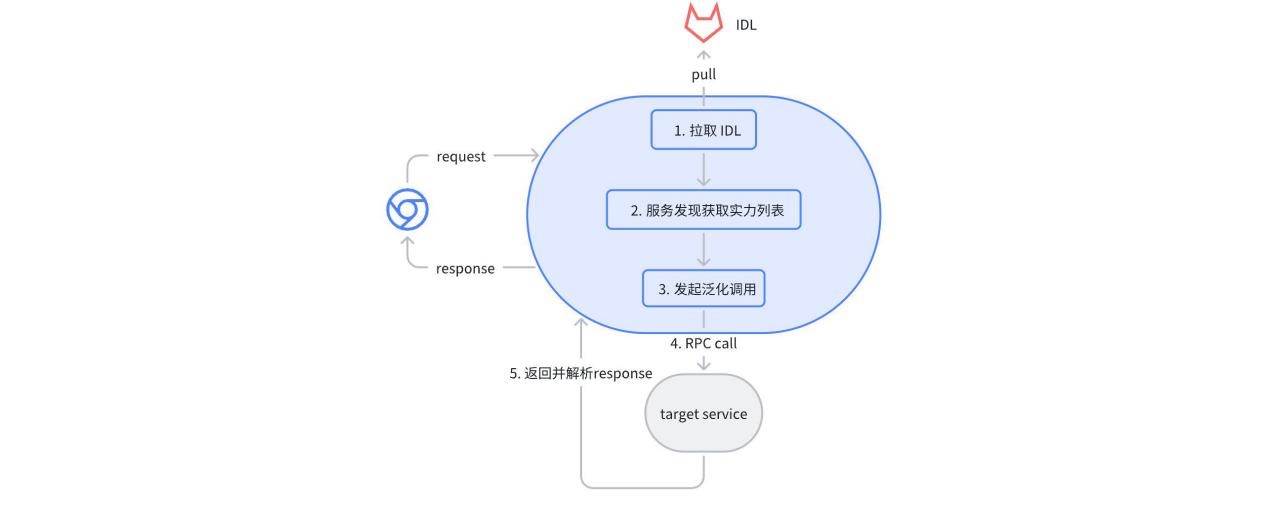 IDL
pull
1. 拉取 IDL
request
2. 服务发现获取实力列表
response
3. 发起泛化调用
4. RPC call
5. 返回并解析response
target service